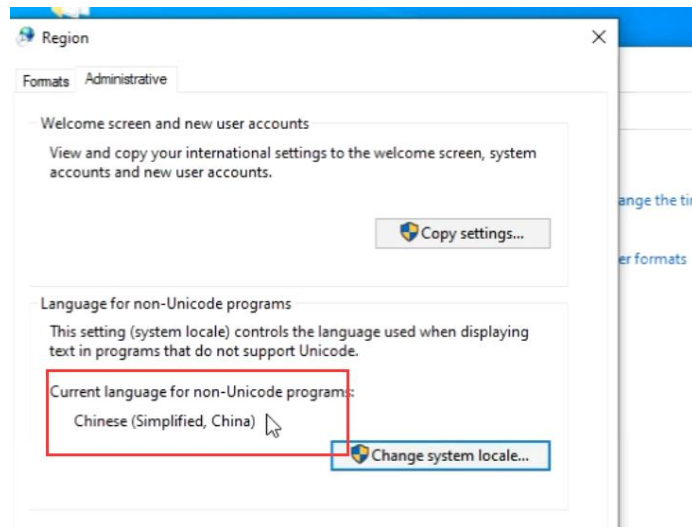 Region
Formats
Administrative
Welcome screen and new user accounts
View and copy your international settings to the welcome screen, system
accounts and new user accounts.
Copy settings...
Language for non-Unicode programs
This setting (system locale) controls the language used when displaying
text in programs that do not support Unicode.
Current language for non-Unicode programs:
Chinese (Simplified, China)
Change system locale...
ange the ti
er formats